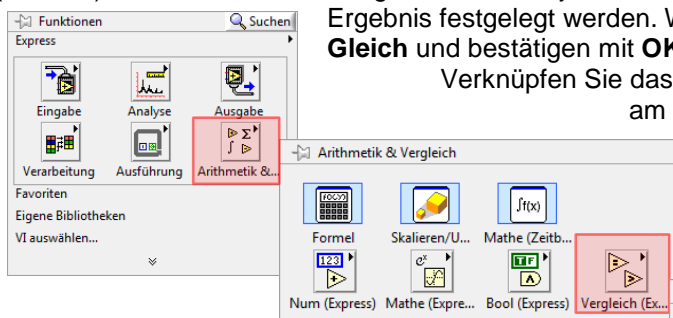 Ergebnis festgelegt werden.
Gleich und bestätigen mit OK
Verknüpfen Sie das
am
Funktionen
Suchen
Express
Eingabe
Analyse
Ausgabe
Verarbeitung
Ausführung
Arithmetik &...
Favoriten
Eigene Bibliotheken
VI auswählen...
Arithmetik & Vergleich
Formel
Skalieren/U...
Mathe (Zeitb...
Num (Express)
Mathe (Expre...
Bool (Express)
Vergleich (Ex...